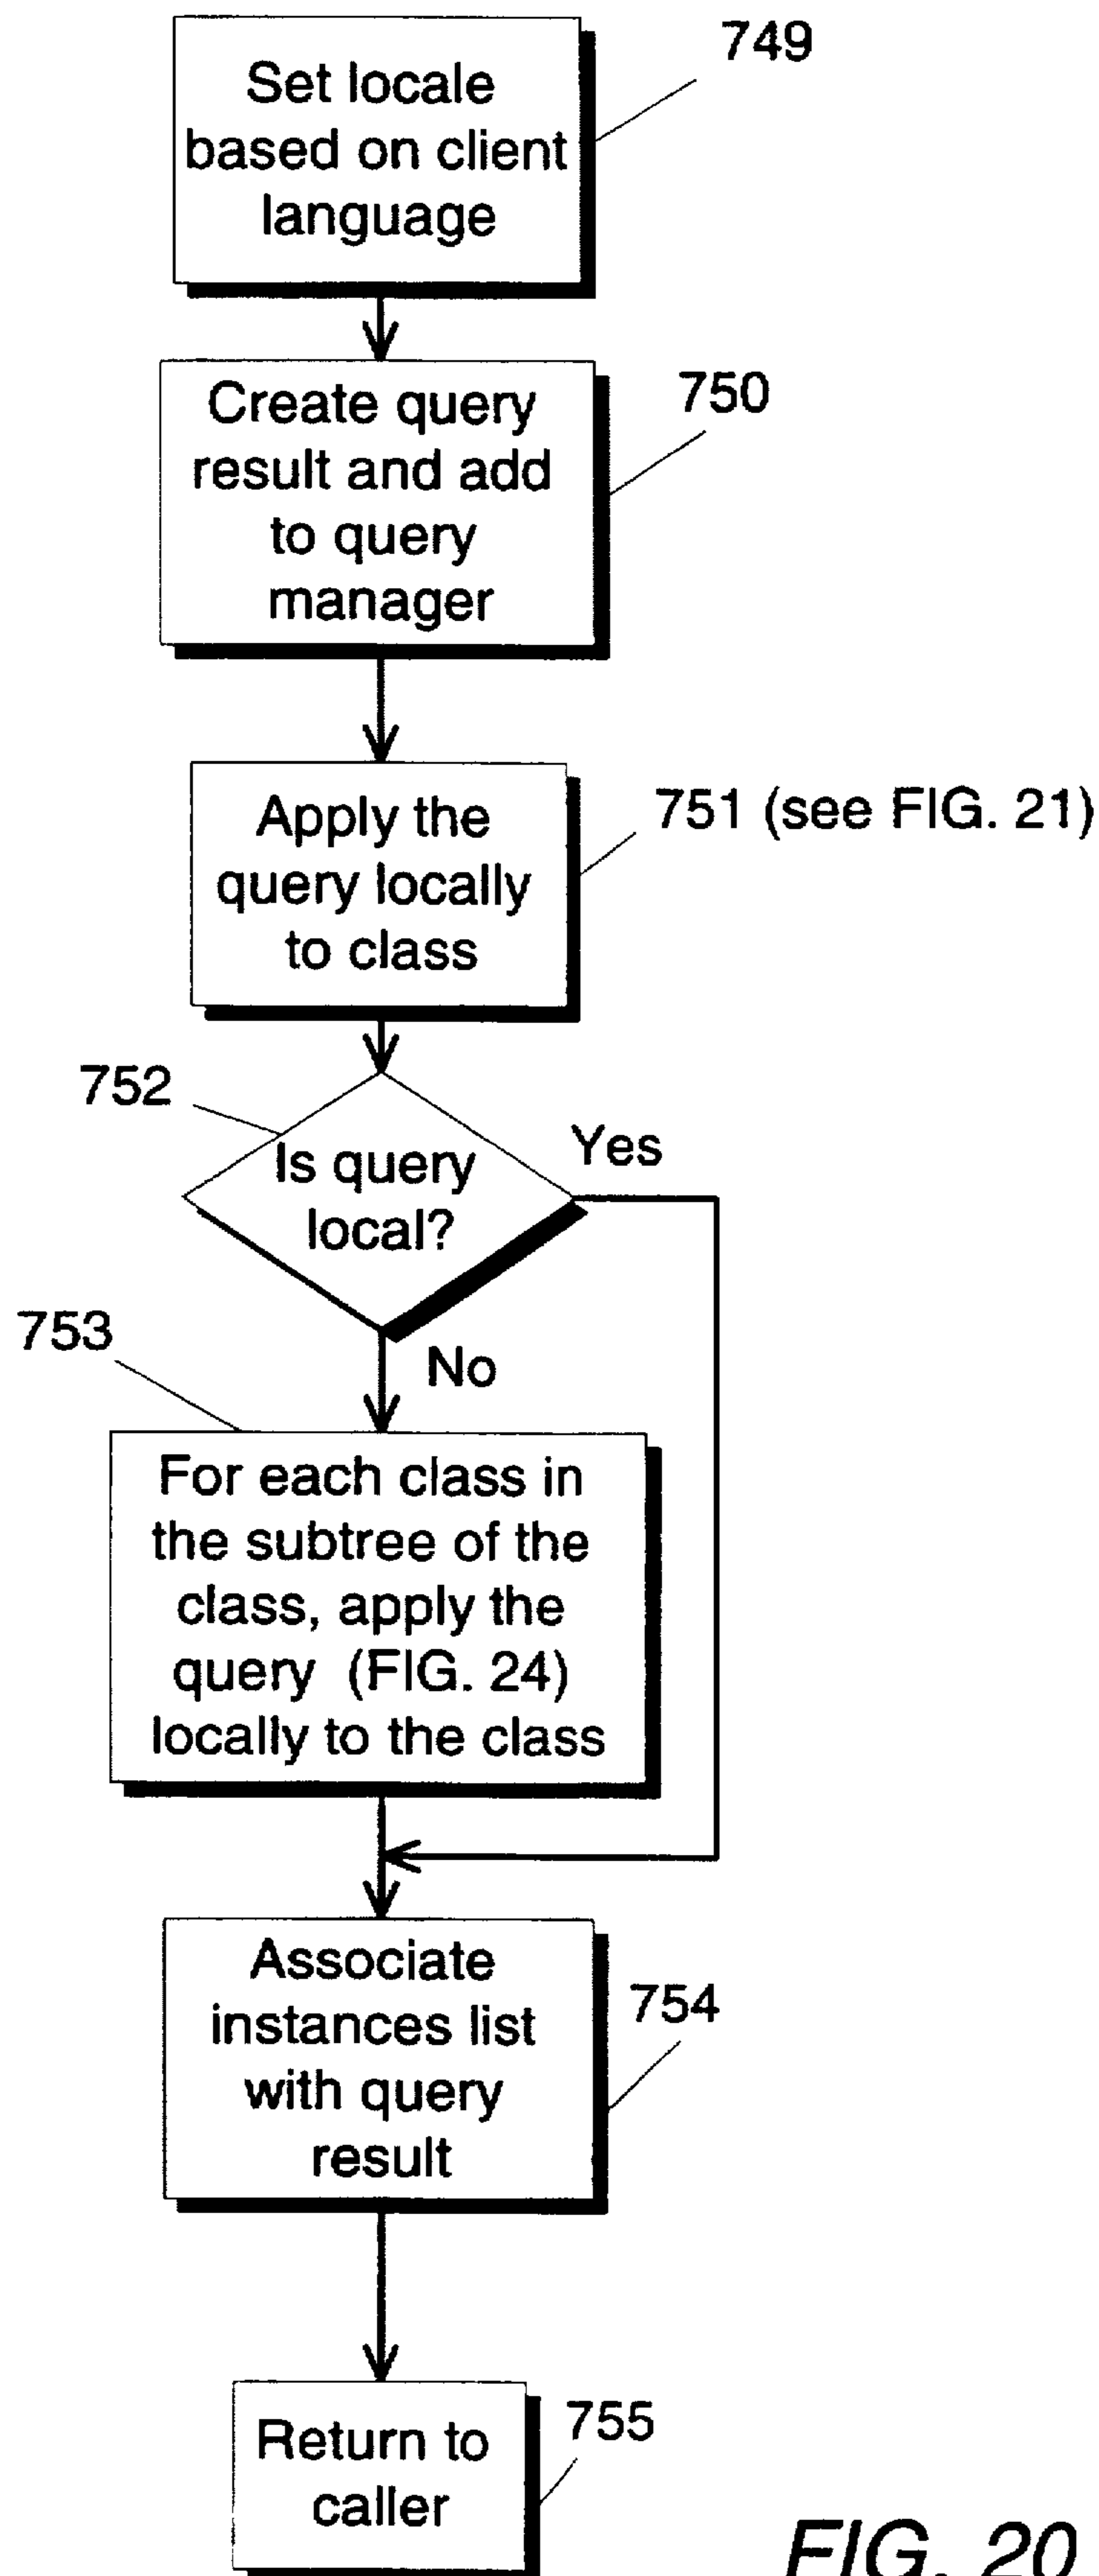 749
Set locale
based on client
language
750
Create query
result and add
to query
manager
751 (see FIG. 21)
Apply the
query locally
to class
752
Is query
local?
Yes
No
753
For each class in
the subtree of the
class, apply the
query (FIG. 24)
locally to the class
754
Associate
instances list
with query
result
755
Return to
caller
FIG. 20